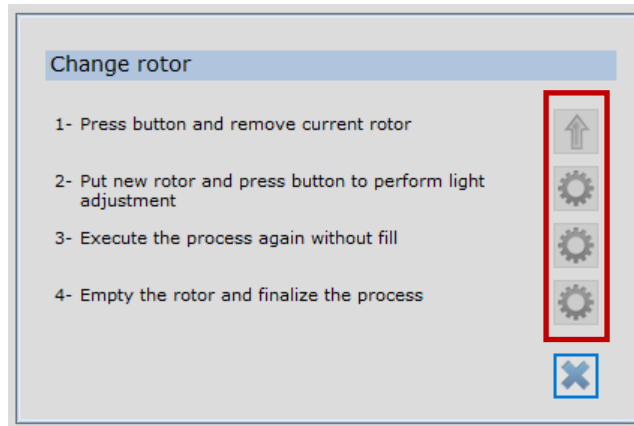 Change rotor
1- Press button and remove current rotor
2- Put new rotor and press button to perform light
adjustment
3- Execute the process again without fill
4- Empty the rotor and finalize the process